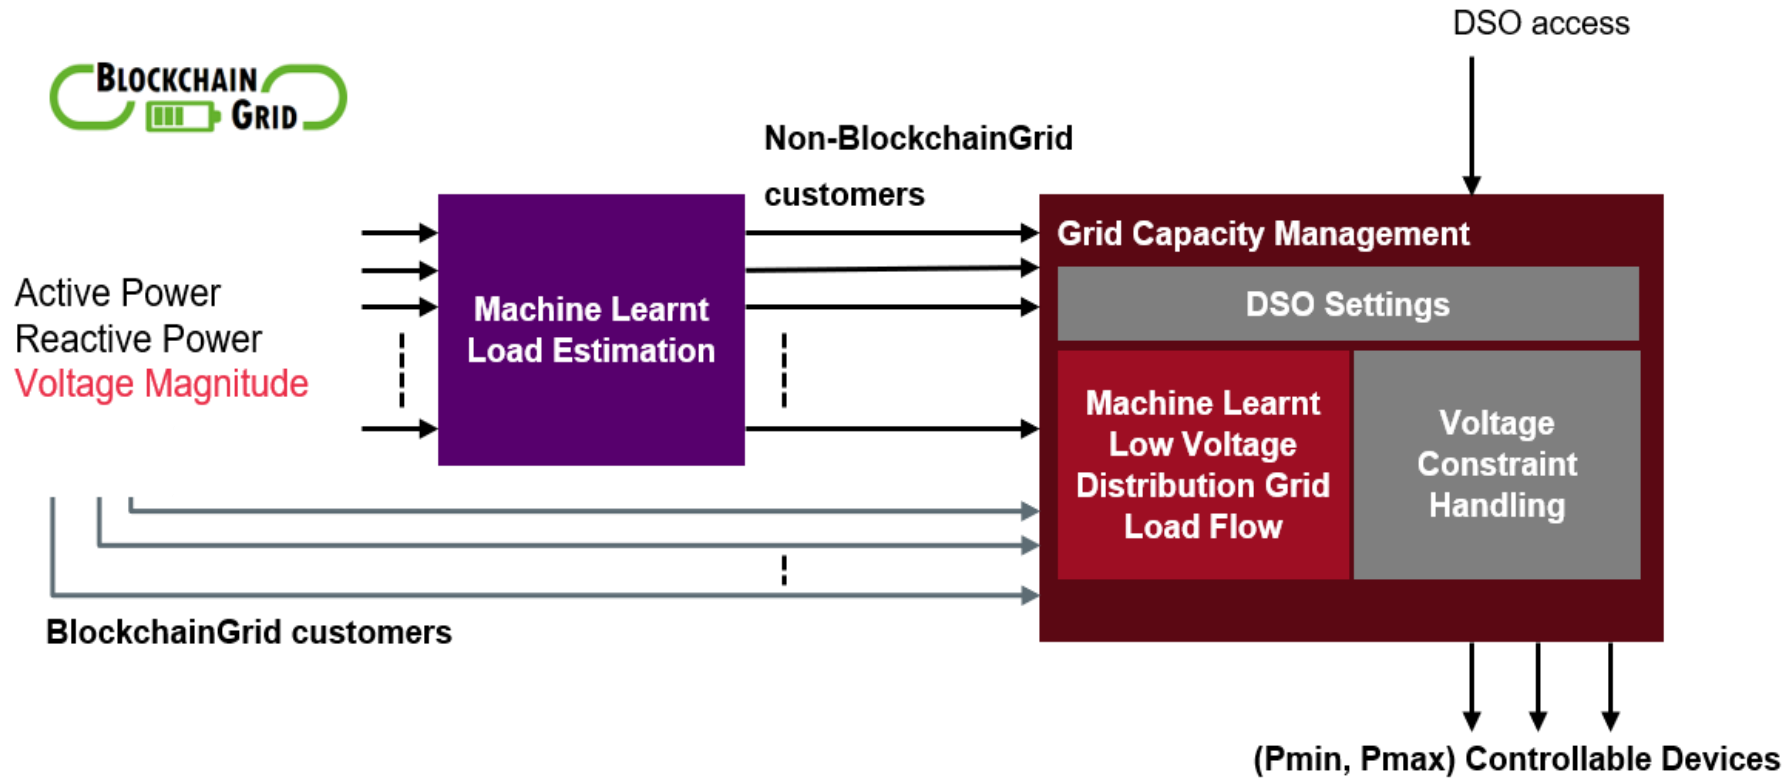 DSO access
BLOCKCHAIN
GRID
Non-BlockchainGrid
customers
Grid Capacity Management
DSO Settings
Active Power
Reactive Power
Voltage Magnitude
Machine Learnt
Load Estimation
Machine Learnt
Low Voltage
Distribution Grid
Load Flow
Voltage
Constraint
Handling
BlockchainGrid customers
(Pmin, Pmax) Controllable Devices